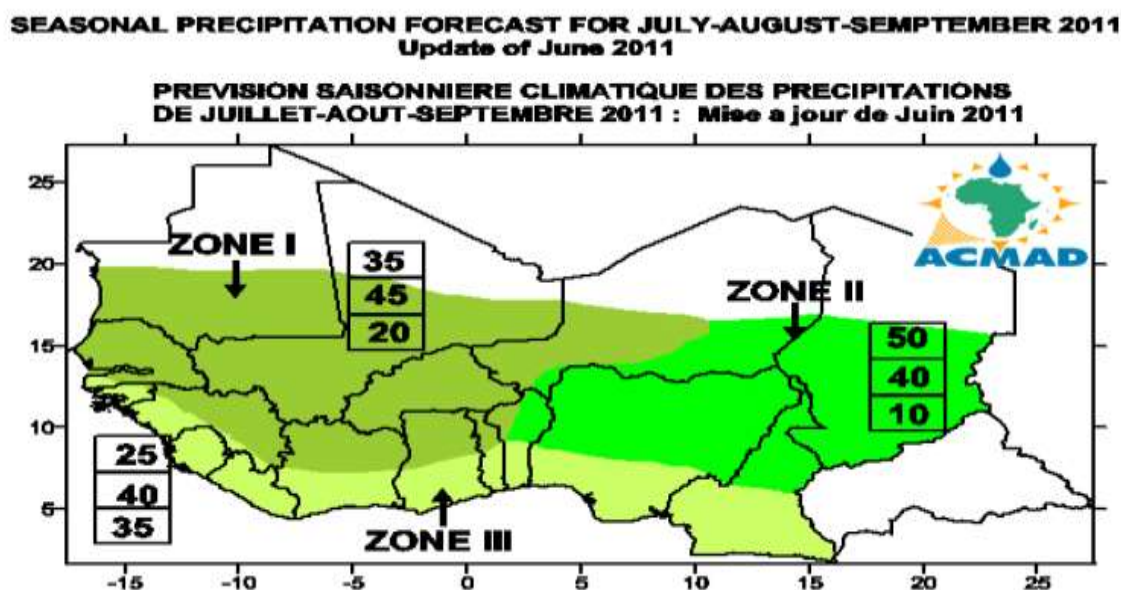 SEASONAL PRECIPITATION FORECAST FOR JULY-AUGUST-SEMPTEMBER 2011
Update of June 2011
PREVISION SAISONNIERE CLIMATIQUE DES PRECIPITATIONS
DE JUILLET-AOUT-SEPTEMBRE 2011 : Mise a jour de Juin 2011
25
20
15
10
5
ZONE I
35
45
20
ACMAD
ZONE II
50
40
10
25
40
35
ZONE III
-15 -10 -5 0 5 10 15 20 25